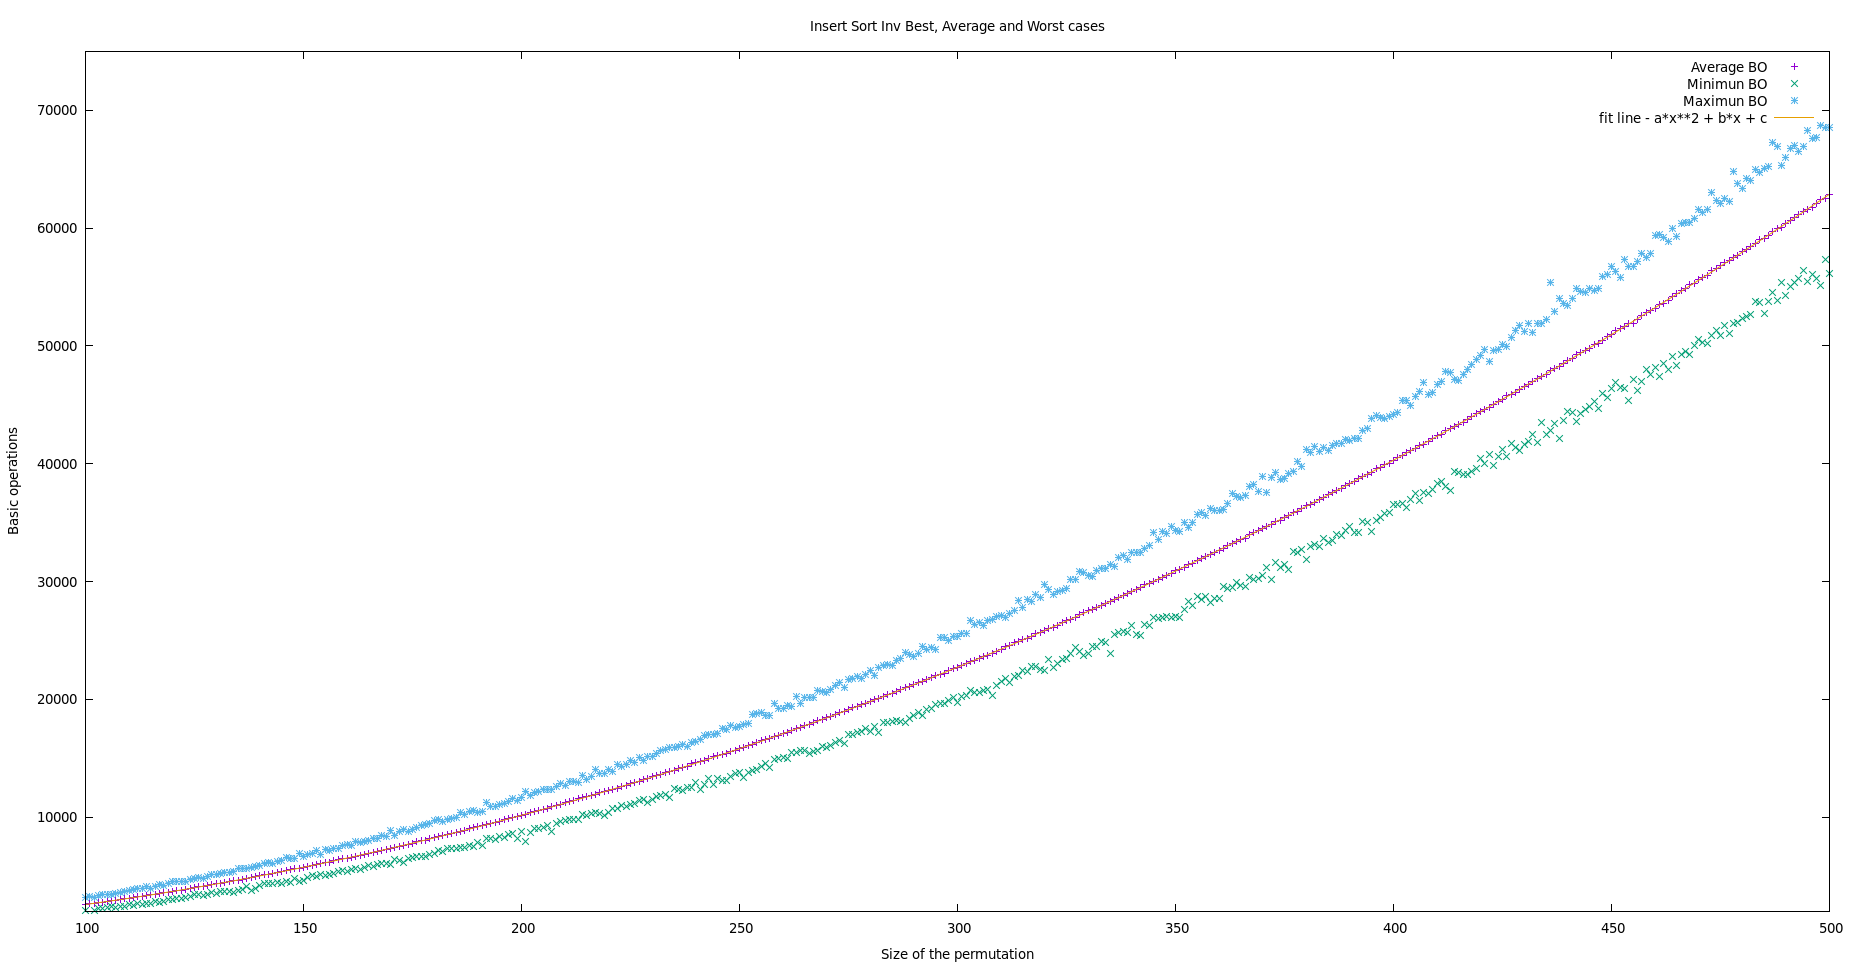 Insert Sort Inv Best, Average and Worst cases
Average BO
Minimun BO
Maximun BO
fit line - a*x**2 + b*x + c
70000
60000
50000
40000
30000
20000
10000
Basic operations
100 150 200 250 300 350 400 450 500
Size of the permutation